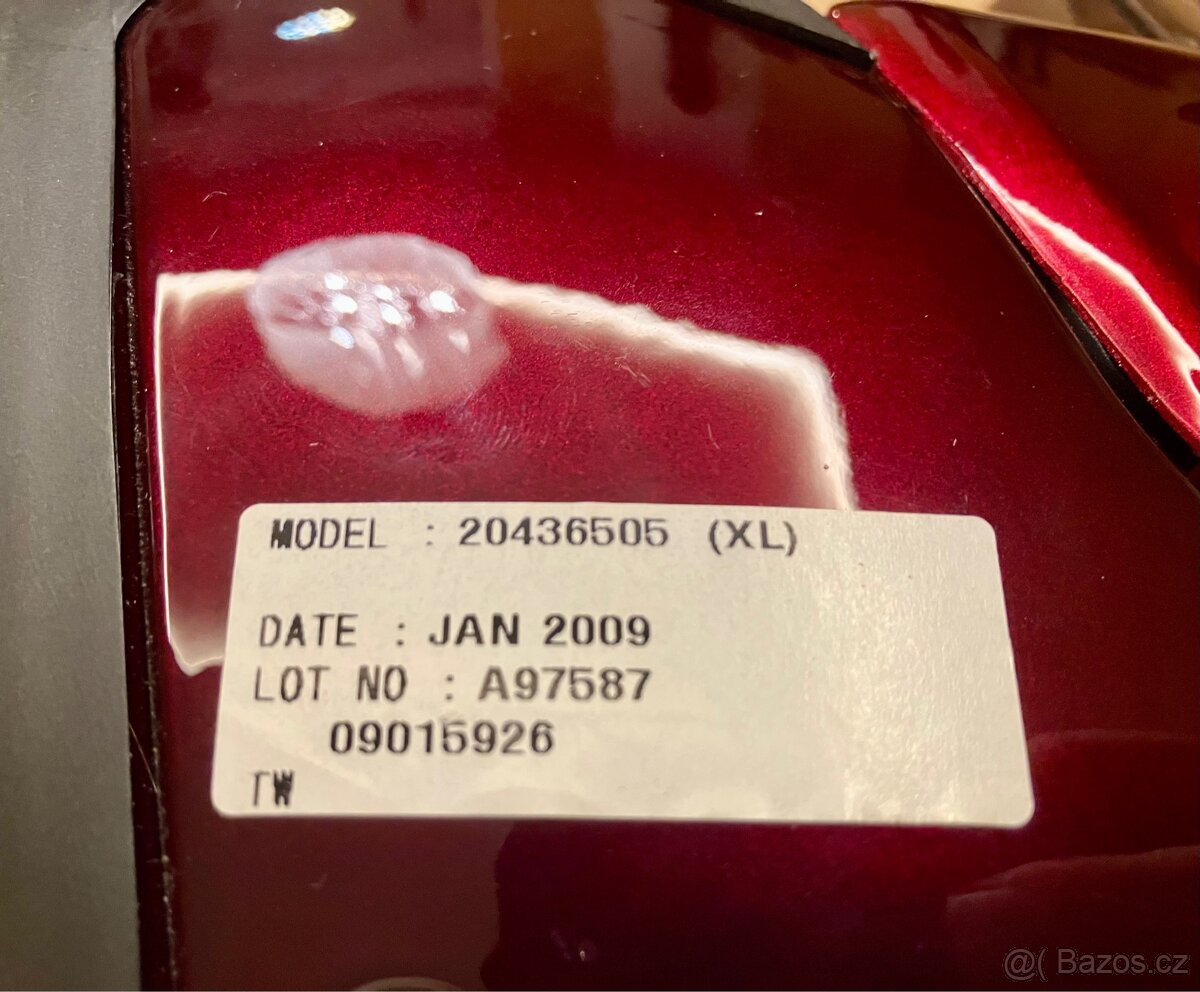 MODEL : 20436505 (XL)
DATE : JAN 2009
LOT NO : A97587
09015926
TW
@( Bazos.cz